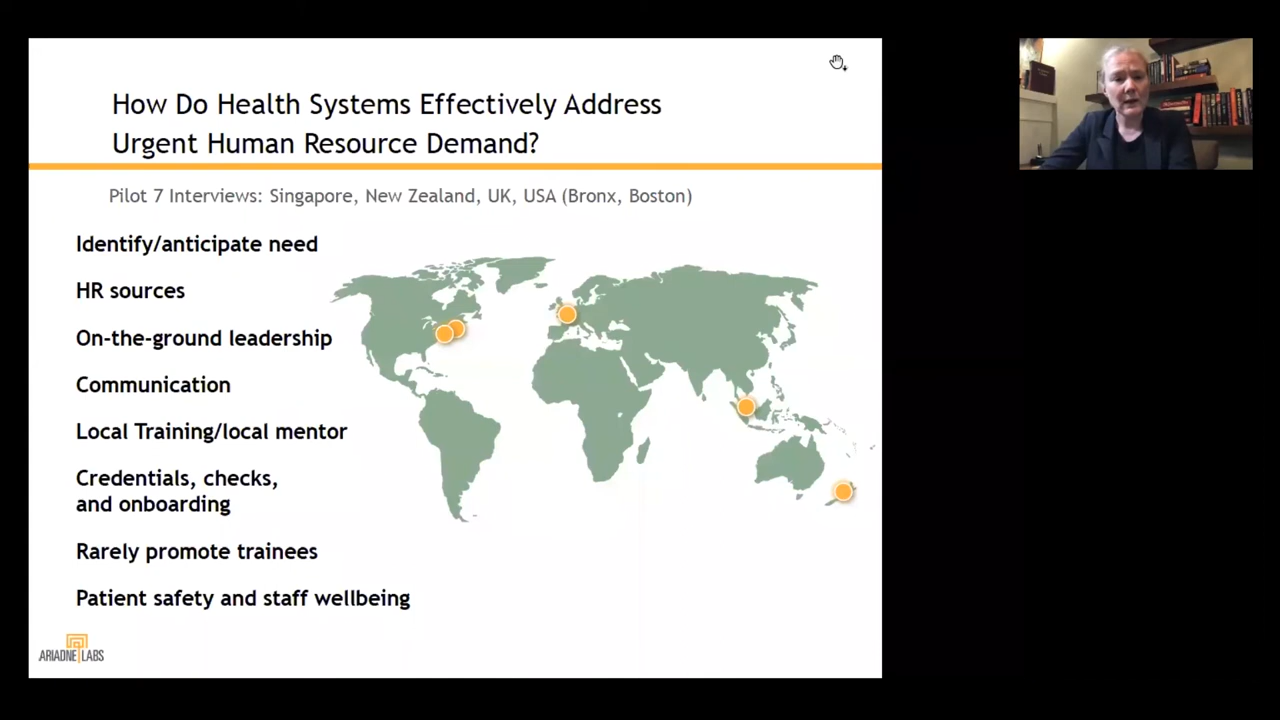 How Do Health Systems Effectively Address
Urgent Human Resource Demand?
Pilot 7 Interviews: Singapore, New Zealand, UK, USA (Bronx, Boston)
Identify/anticipate need
HR sources
On-the-ground leadership
Communication
Local Training/local mentor
Credentials, checks,
and onboarding
Rarely promote trainees
Patient safety and staff wellbeing
ARIADNE LABS